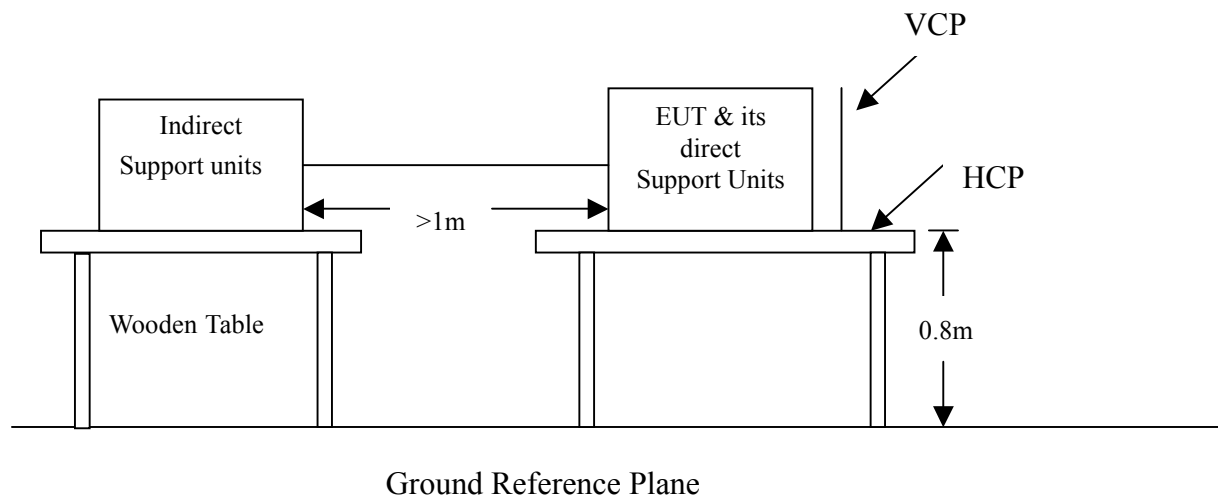 VCP
Indirect
Support units
EUT & its
direct
Support Units
HCP
>1m
Wooden Table
0.8m
Ground Reference Plane